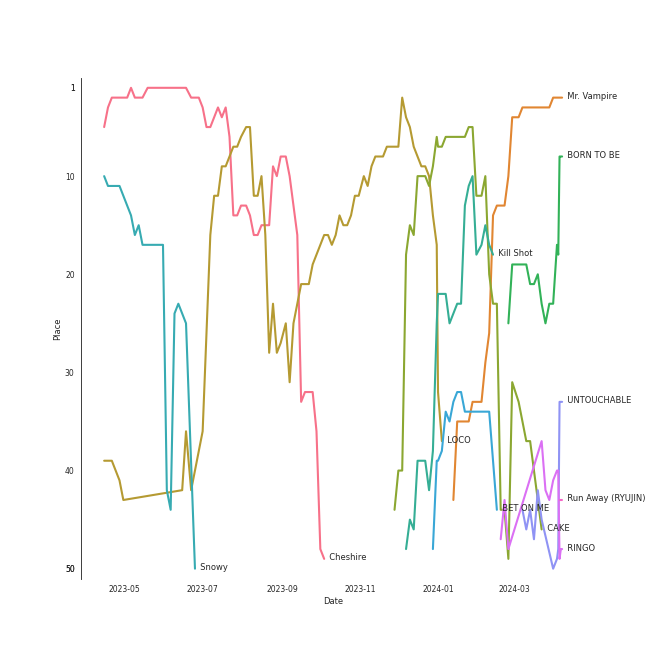 1
Mr. Vampire
BORN TO BE
10
Kill Shot
20
Place
30
UNTOUCHABLE
LOCO
40
Run Away (RYUJIN)
BET ON ME
CAKE
RINGO
Cheshire
50
Snowy
2023-05
2023-07
2023-09
2023-11
2024-01
2024-03
Date